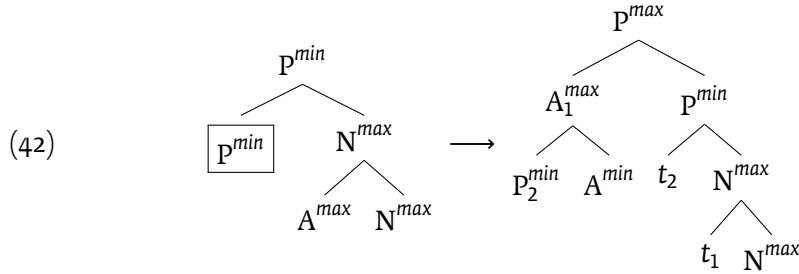 P^max
P^min
A_1^max P^min
(42) P^min N^max ⟶
P_2^min A^min t_2 N^max
A^max N^max
t_1 N^max